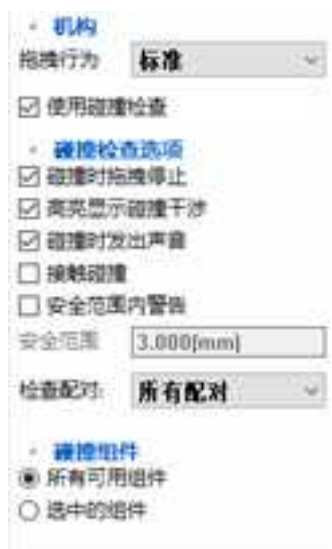 机构
拖拽行为 标准
使用碰撞检查
碰撞检查选项
碰撞时拖拽停止
高亮显示碰撞干涉
碰撞时发出声音
接触碰撞
安全范围内警告
安全范围 3.000[mm]
检查配对: 所有配对
碰撞组件
所有可用组件
选中的组件